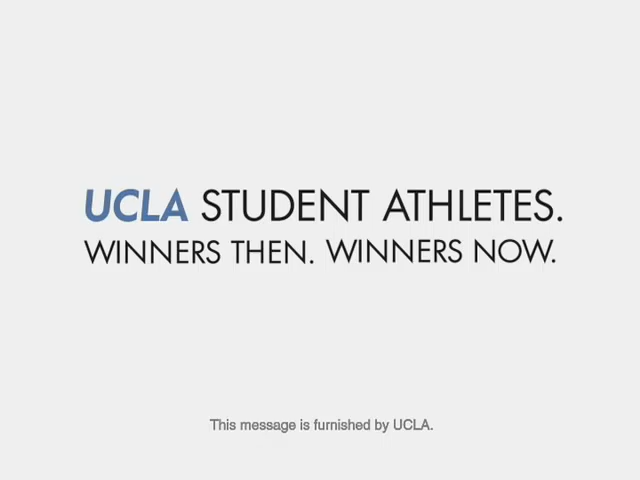 UCLA STUDENT ATHLETES.
WINNERS THEN. WINNERS NOW.
This message is furnished by UCLA.